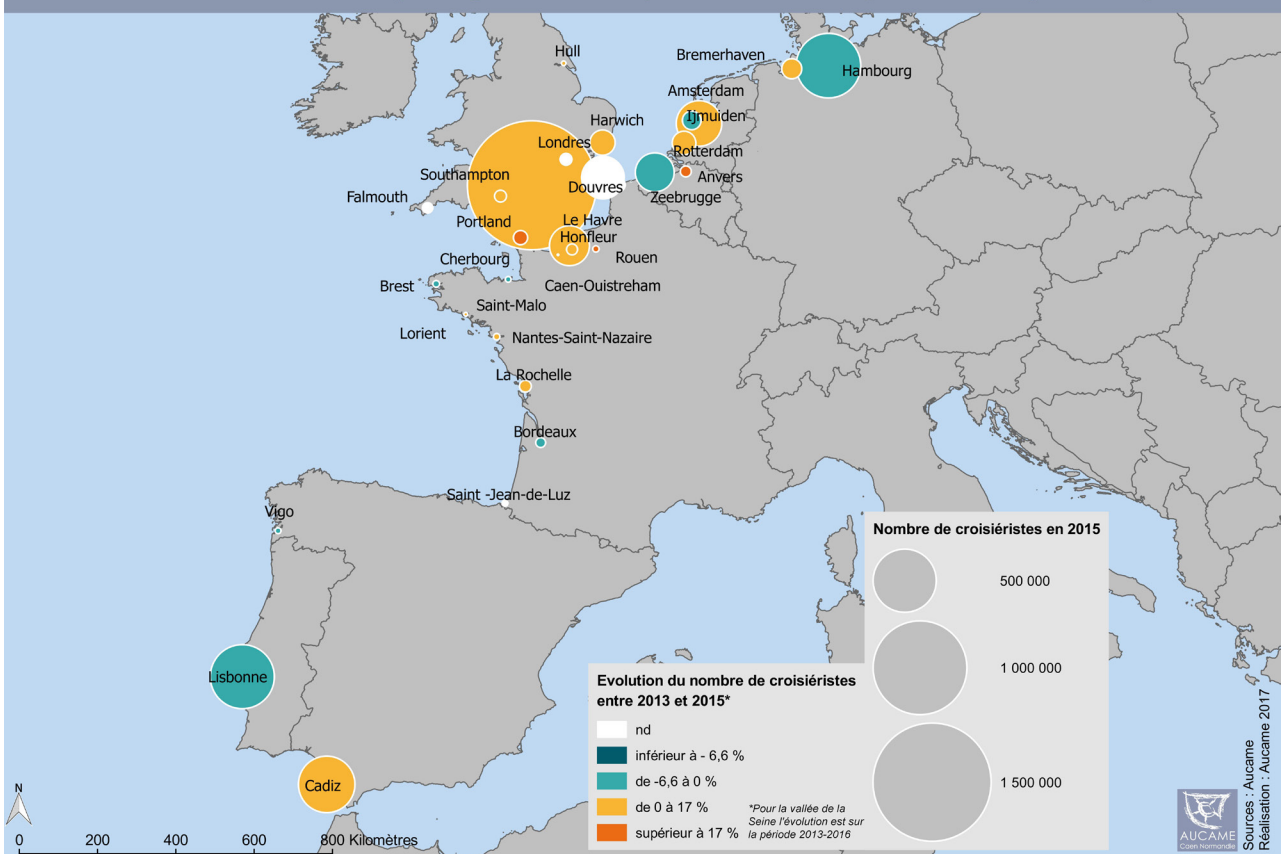 Hull
Bremerhaven
Hambourg
Amsterdam
Ijmuiden
Harwich
Londres
Rotterdam
Southampton
Anvers
Douvres
Falmouth
Zeebrugge
Portland
Le Havre
Honfleur
Cherbourg
Rouen
Brest
Caen-Ouistreham
Saint-Malo
Lorient
Nantes-Saint-Nazaire
La Rochelle
Bordeaux
Saint -Jean-de-Luz
Vigo
Lisbonne
Cadiz
Nombre de croisiéristes en 2015
500 000
1 000 000
1 500 000
Evolution du nombre de croisiéristes
entre 2013 et 2015*
nd
inférieur à - 6,6 %
de -6,6 à 0 %
de 0 à 17 %
supérieur à 17 %
*Pour la vallée de la
Seine l'évolution est sur
la période 2013-2016
N
0 200 400 600 800 Kilomètres
AUCAME
Caen Normandie
Sources : Aucame
Réalisation : Aucame 2017